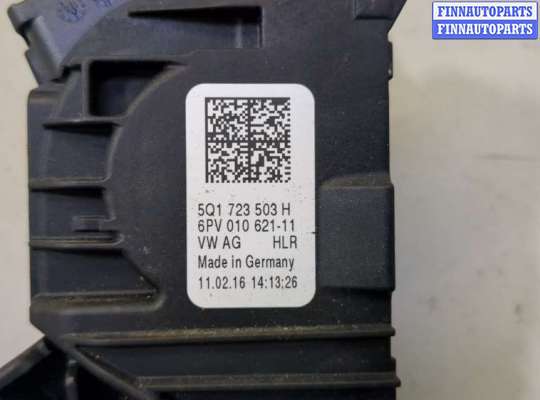 FINNAUTOPARTS
FINNAUTOPARTS
5Q1 723 503 H
6PV 010 621-11
VW AG HLR
Made in Germany
11.02.16 14:13:26